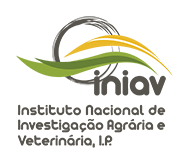 iniav
Instituto Nacional de
Investigação Agrária e
Veterinária, I.P.